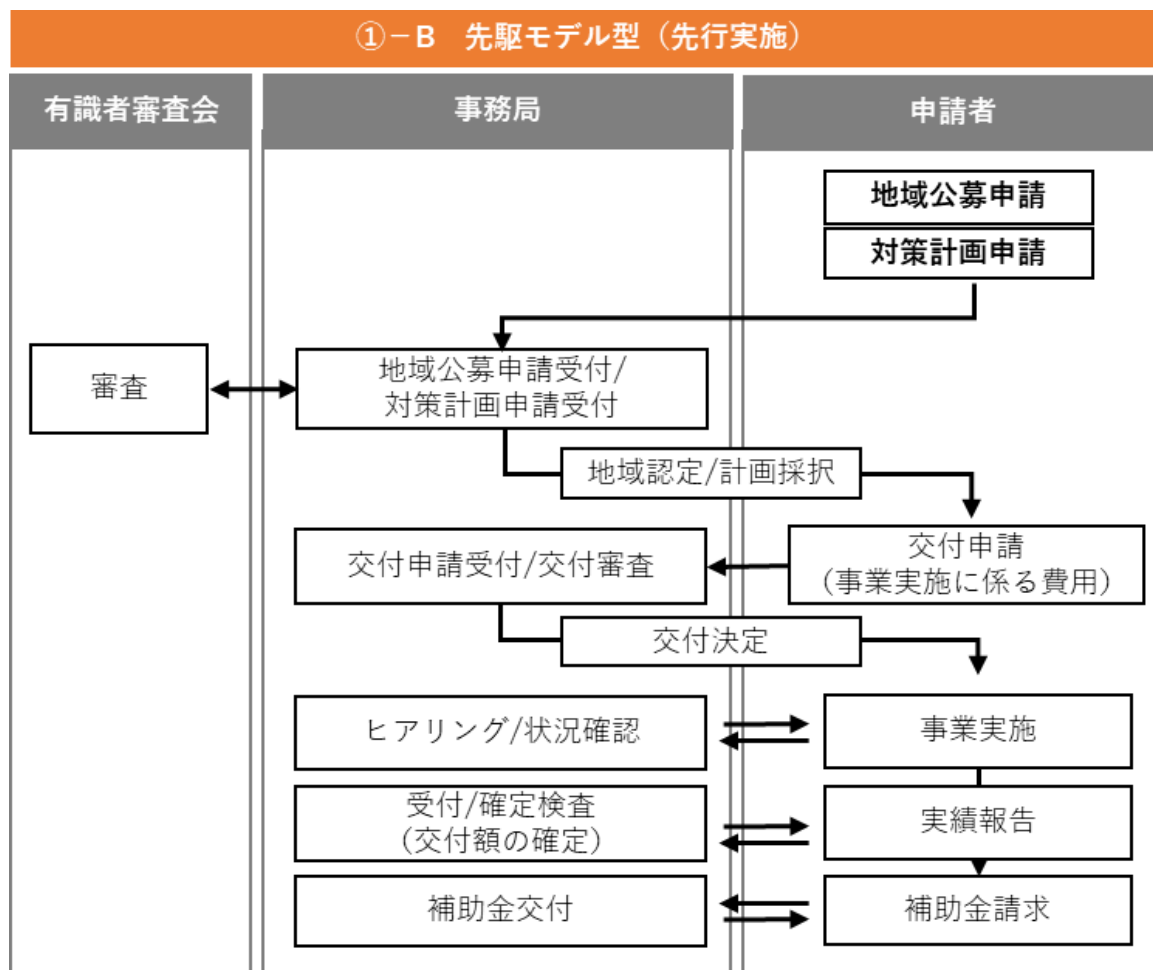 ①－B　先駆モデル型（先行実施）
有識者審査会
事務局
申請者
地域公募申請
対策計画申請
審査
地域公募申請受付/
対策計画申請受付
地域認定/計画採択
交付申請受付/交付審査
交付申請
（事業実施に係る費用）
交付決定
ヒアリング/状況確認
事業実施
受付/確定検査
（交付額の確定）
実績報告
補助金交付
補助金請求